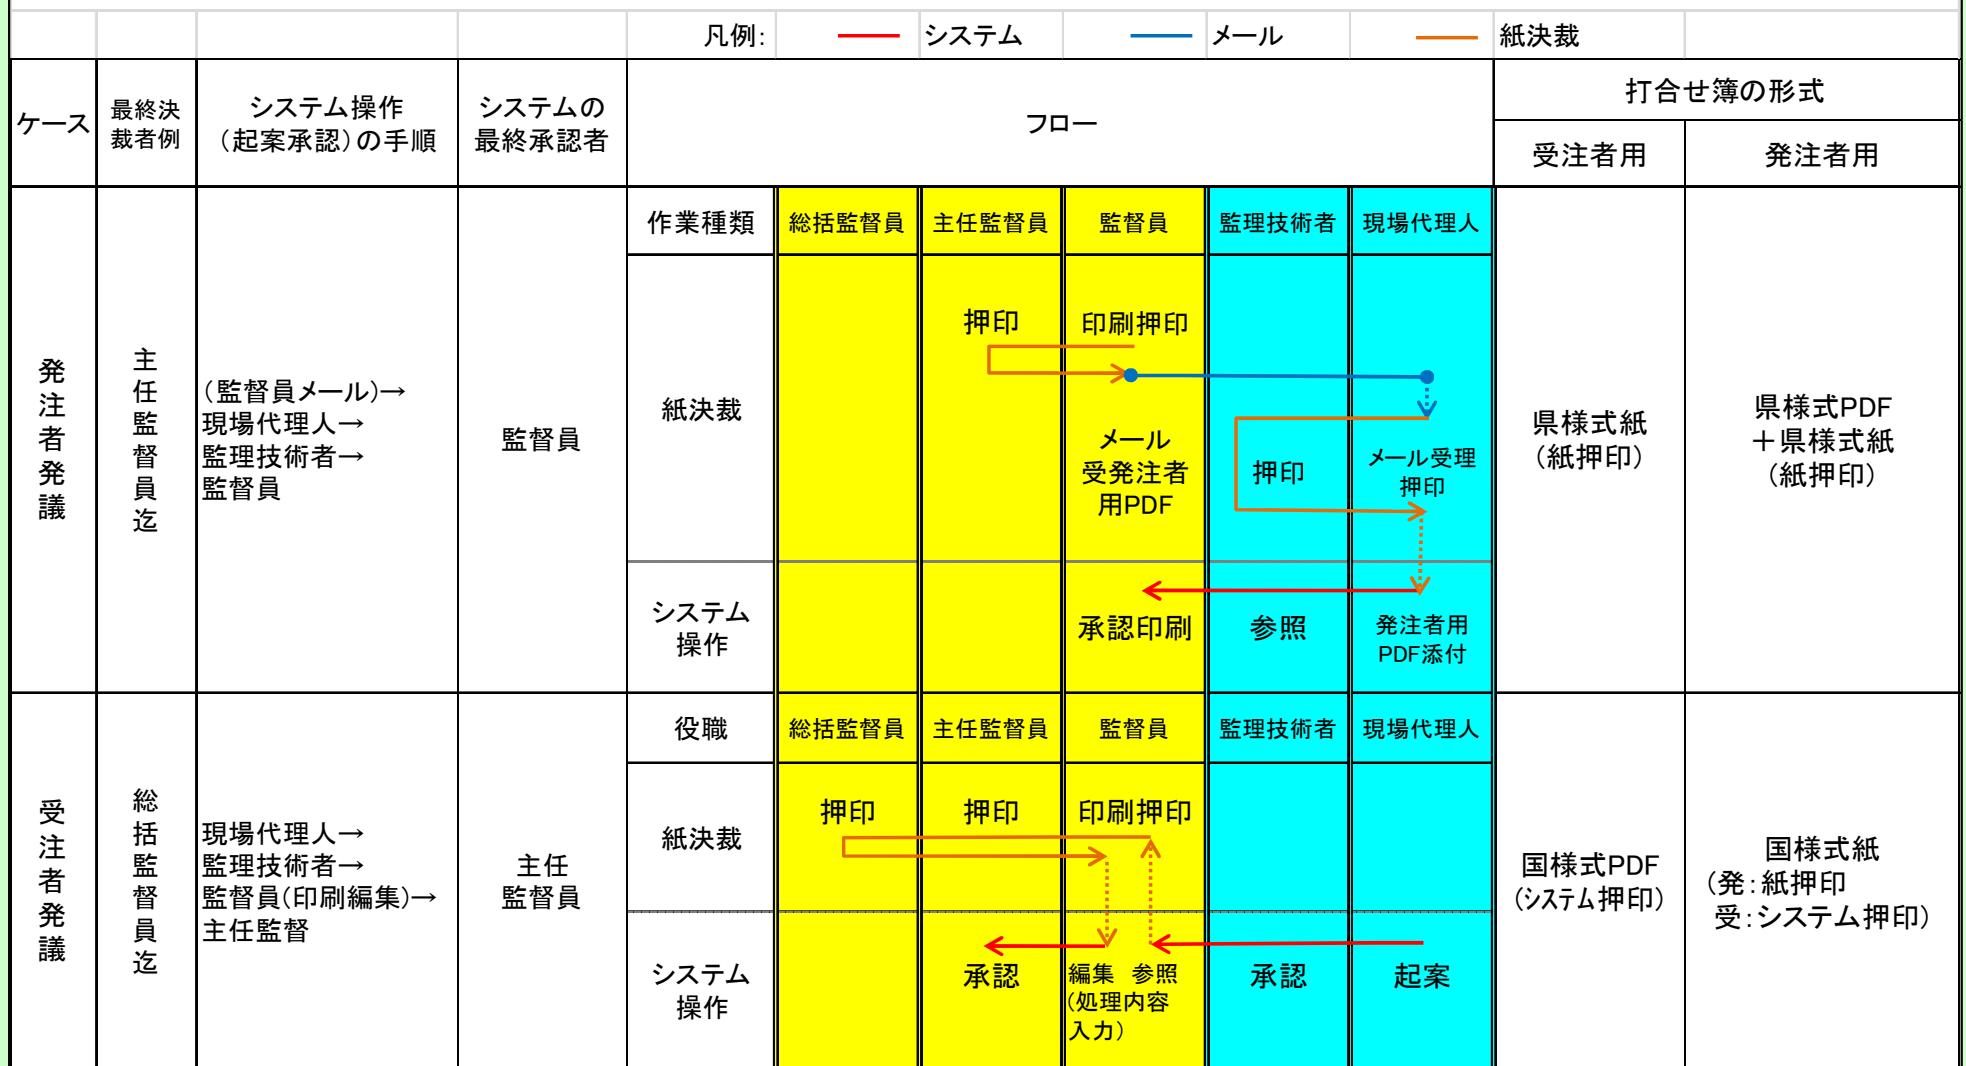 凡例:
システム
メール
紙決裁
ケース
最終決
裁者例
システム操作
(起案承認)の手順
システムの
最終承認者
フロー
打合せ簿の形式
受注者用
発注者用
発注者発議
主任監督員迄
(監督員メール)→
現場代理人→
監理技術者→
監督員
監督員
作業種類
総括監督員
主任監督員
監督員
監理技術者
現場代理人
紙決裁
押印
印刷押印
メール
受発注者
用PDF
押印
メール受理
押印
システム
操作
承認印刷
参照
発注者用
PDF添付
県様式紙
(紙押印)
県様式PDF
+県様式紙
(紙押印)
受注者発議
総括監督員迄
現場代理人→
監理技術者→
監督員(印刷編集)→
主任監督
主任
監督員
役職
総括監督員
主任監督員
監督員
監理技術者
現場代理人
紙決裁
押印
押印
印刷押印
システム
操作
承認
編集 参照
(処理内容
入力)
承認
起案
国様式PDF
(システム押印)
国様式紙
(発:紙押印
受:システム押印)